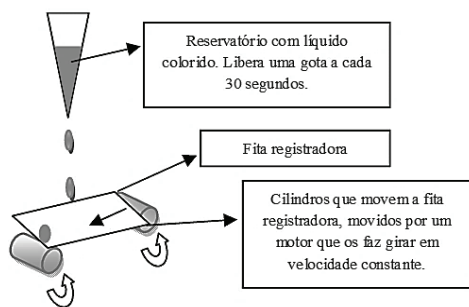 Reservatório com líquido
colorido. Libera uma gota a cada
30 segundos.
Fita registradora
Cilindros que movem a fita
registradora, movidos por um
motor que os faz girar em
velocidade constante.